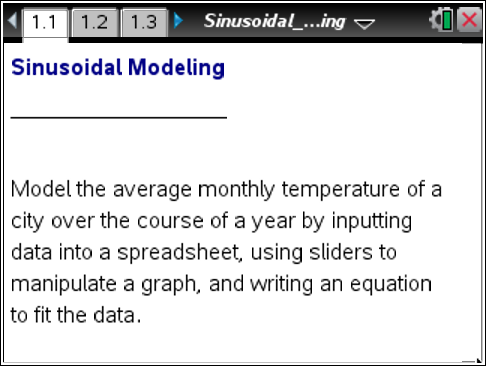 1.1 1.2 1.3 Sinusoidal_...ing
Sinusoidal Modeling
Model the average monthly temperature of a
city over the course of a year by inputting
data into a spreadsheet, using sliders to
manipulate a graph, and writing an equation
to fit the data.